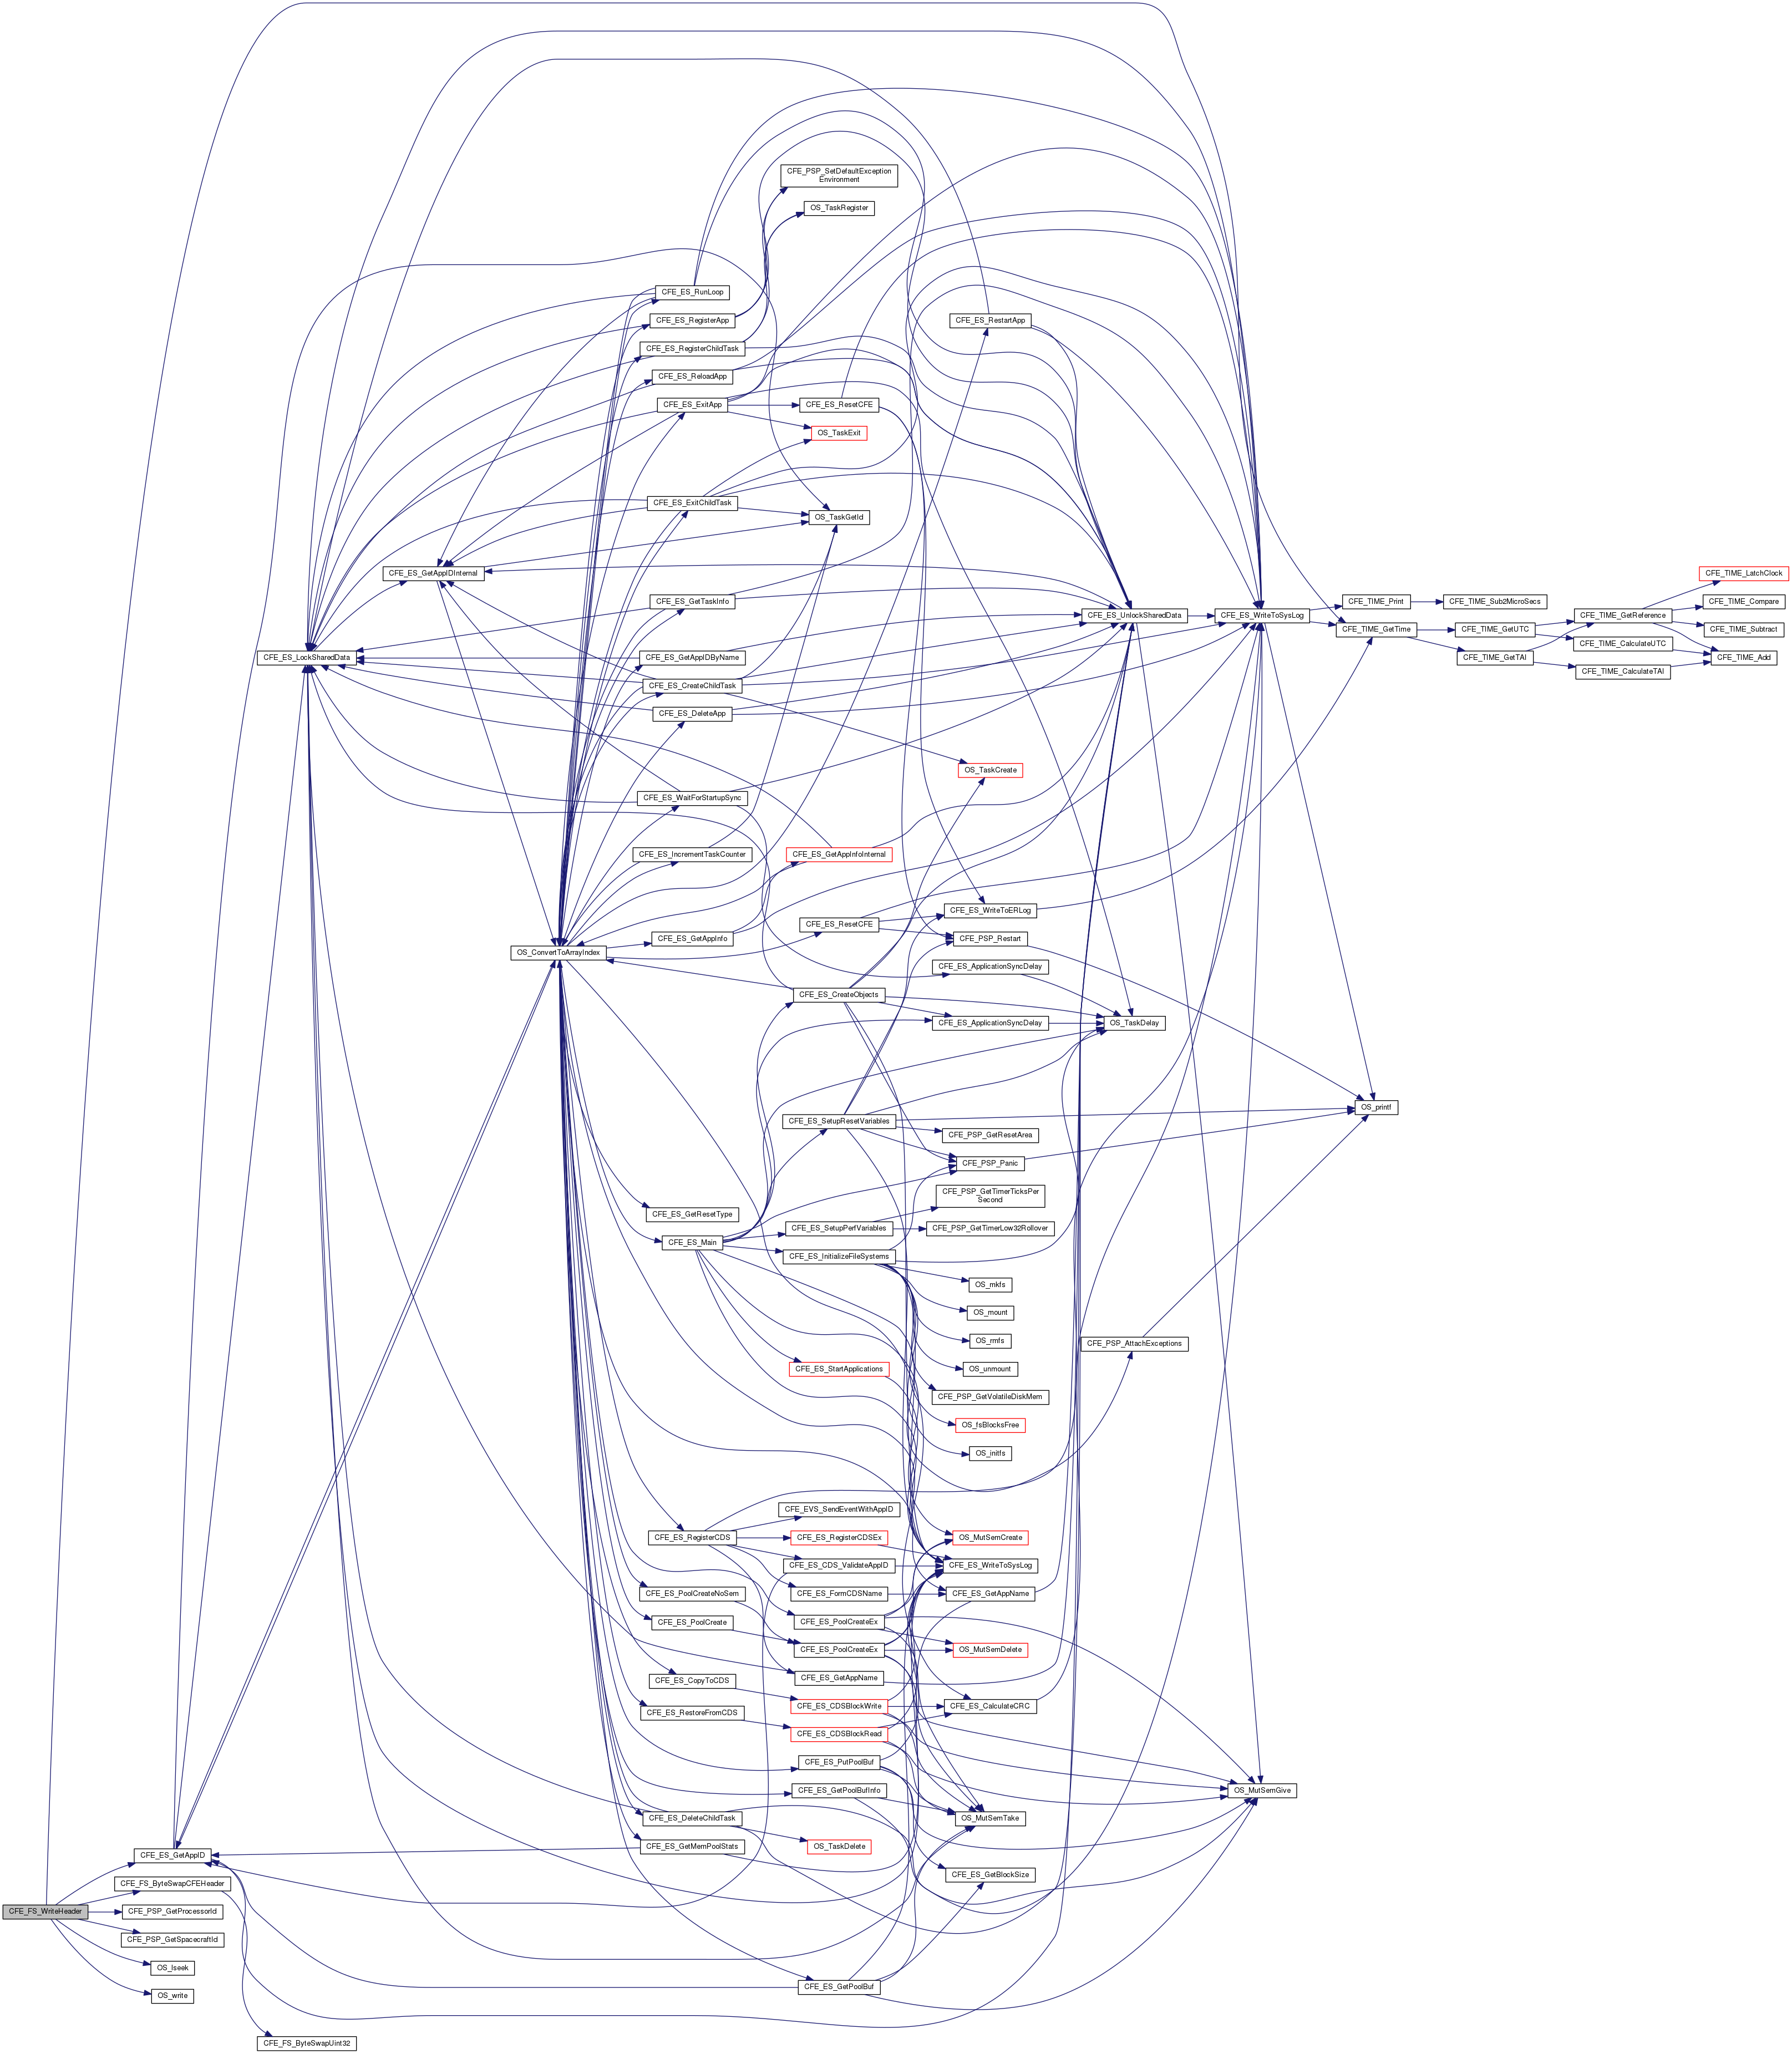 CFE_PSP_SetDefaultException
Environment
OS_TaskRegister
CFE_ES_RunLoop
CFE_ES_RegisterApp
CFE_ES_RestartApp
CFE_ES_RegisterChildTask
CFE_ES_ReloadApp
CFE_ES_ExitApp
CFE_ES_ResetCFE
OS_TaskExit
CFE_ES_ExitChildTask
OS_TaskGetId
CFE_ES_GetAppIDInternal
CFE_TIME_LatchClock
CFE_ES_GetTaskInfo
CFE_TIME_Print
CFE_TIME_Sub2MicroSecs
CFE_TIME_Compare
CFE_ES_UnlockSharedData
CFE_ES_WriteToSysLog
CFE_TIME_GetReference
CFE_TIME_GetTime
CFE_TIME_GetUTC
CFE_TIME_Subtract
CFE_TIME_CalculateUTC
CFE_ES_LockSharedData
CFE_ES_GetAppIDByName
CFE_TIME_GetTAI
CFE_TIME_Add
CFE_TIME_CalculateTAI
CFE_ES_CreateChildTask
CFE_ES_DeleteApp
OS_TaskCreate
CFE_ES_WaitForStartupSync
CFE_ES_IncrementTaskCounter
CFE_ES_GetAppInfoInternal
CFE_ES_WriteToERLog
CFE_ES_ResetCFE
CFE_ES_GetAppInfo
CFE_PSP_Restart
OS_ConvertToArrayIndex
CFE_ES_ApplicationSyncDelay
CFE_ES_CreateObjects
CFE_ES_ApplicationSyncDelay
OS_TaskDelay
OS_printf
CFE_ES_SetupResetVariables
CFE_PSP_GetResetArea
CFE_PSP_Panic
CFE_PSP_GetTimerTicksPer
Second
CFE_ES_GetResetType
CFE_ES_SetupPerfVariables
CFE_PSP_GetTimerLow32Rollover
CFE_ES_Main
CFE_ES_InitializeFileSystems
OS_mkfs
OS_mount
OS_rmfs
CFE_PSP_AttachExceptions
CFE_ES_StartApplications
OS_unmount
CFE_PSP_GetVolatileDiskMem
OS_fsBlocksFree
OS_initfs
CFE_EVS_SendEventWithAppID
CFE_ES_RegisterCDS
CFE_ES_RegisterCDSEx
OS_MutSemCreate
CFE_ES_CDS_ValidateAppID
CFE_ES_WriteToSysLog
CFE_ES_PoolCreateNoSem
CFE_ES_FormCDSName
CFE_ES_GetAppName
CFE_ES_PoolCreate
CFE_ES_PoolCreateEx
CFE_ES_PoolCreateEx
OS_MutSemDelete
CFE_ES_CopyToCDS
CFE_ES_GetAppName
CFE_ES_CDSBlockWrite
CFE_ES_CalculateCRC
CFE_ES_RestoreFromCDS
CFE_ES_CDSBlockRead
CFE_ES_PutPoolBuf
CFE_ES_GetPoolBufInfo
OS_MutSemGive
CFE_ES_DeleteChildTask
OS_MutSemTake
CFE_ES_GetMemPoolStats
OS_TaskDelete
CFE_ES_GetAppID
CFE_ES_GetBlockSize
CFE_FS_ByteSwapCFEHeader
CFE_FS_WriteHeader
CFE_PSP_GetProcessorId
CFE_PSP_GetSpacecraftId
OS_lseek
CFE_ES_GetPoolBuf
OS_write
CFE_FS_ByteSwapUint32